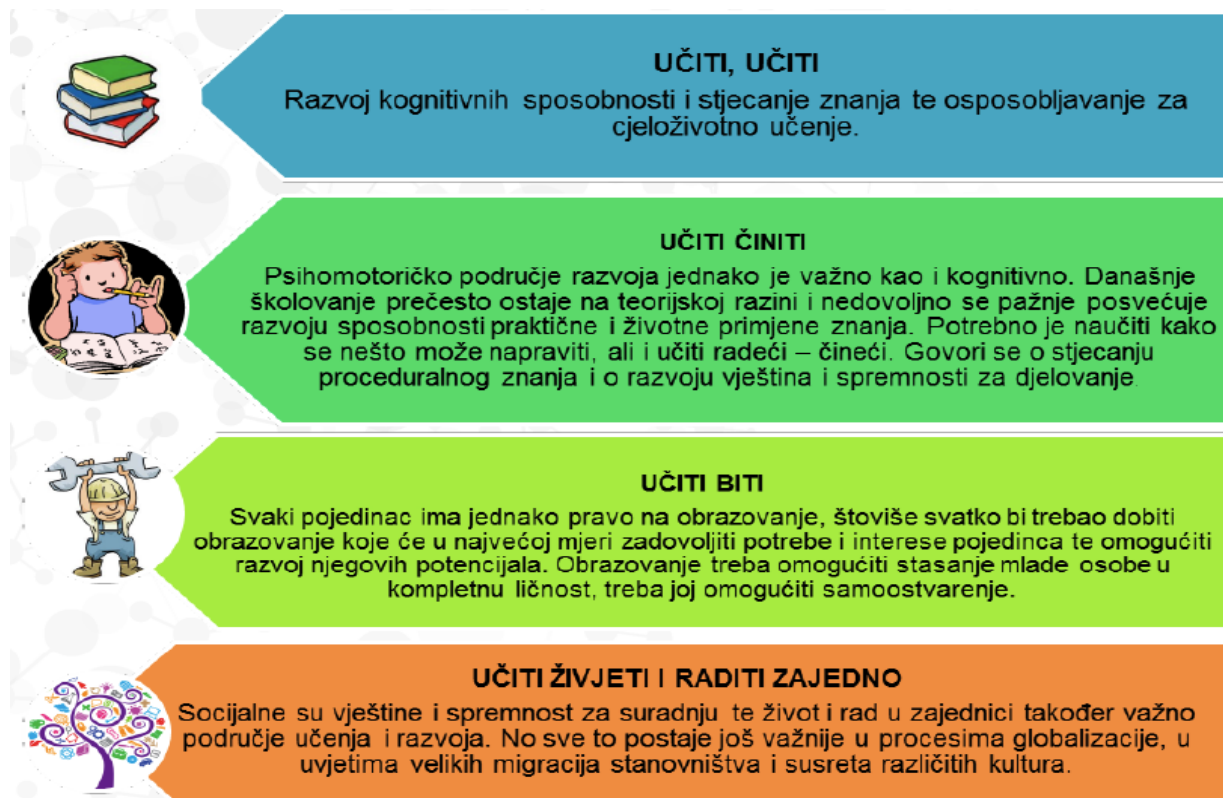 UČITI, UČITI
Razvoj kognitivnih sposobnosti i stjecanje znanja te osposobljavanje za
cjeloživotno učenje.
UČITI ČINITI
Psihomotoričko područje razvoja jednako je važno kao i kognitivno. Današnje
školovanje prečesto ostaje na teorijskoj razini i nedovoljno se pažnje posvećuje
razvoju sposobnosti praktične i životne primjene znanja. Potrebno je naučiti kako
se nešto može napraviti, ali i učiti radeći – čineći. Govori se o stjecanju
proceduralnog znanja i o razvoju vještina i spremnosti za djelovanje.
UČITI BITI
Svaki pojedinac ima jednako pravo na obrazovanje, štoviše svatko bi trebao dobiti
obrazovanje koje će u najvećoj mjeri zadovoljiti potrebe i interese pojedinca te omogućiti
razvoj njegovih potencijala. Obrazovanje treba omogućiti stasanje mlade osobe u
kompletnu ličnost, treba joj omogućiti samoostvarenje.
UČITI ŽIVJETI I RADITI ZAJEDNO
Socijalne su vještine i spremnost za suradnju te život i rad u zajednici također važno
područje učenja i razvoja. No sve to postaje još važnije u procesima globalizacije, u
uvjetima velikih migracija stanovništva i susreta različitih kultura.